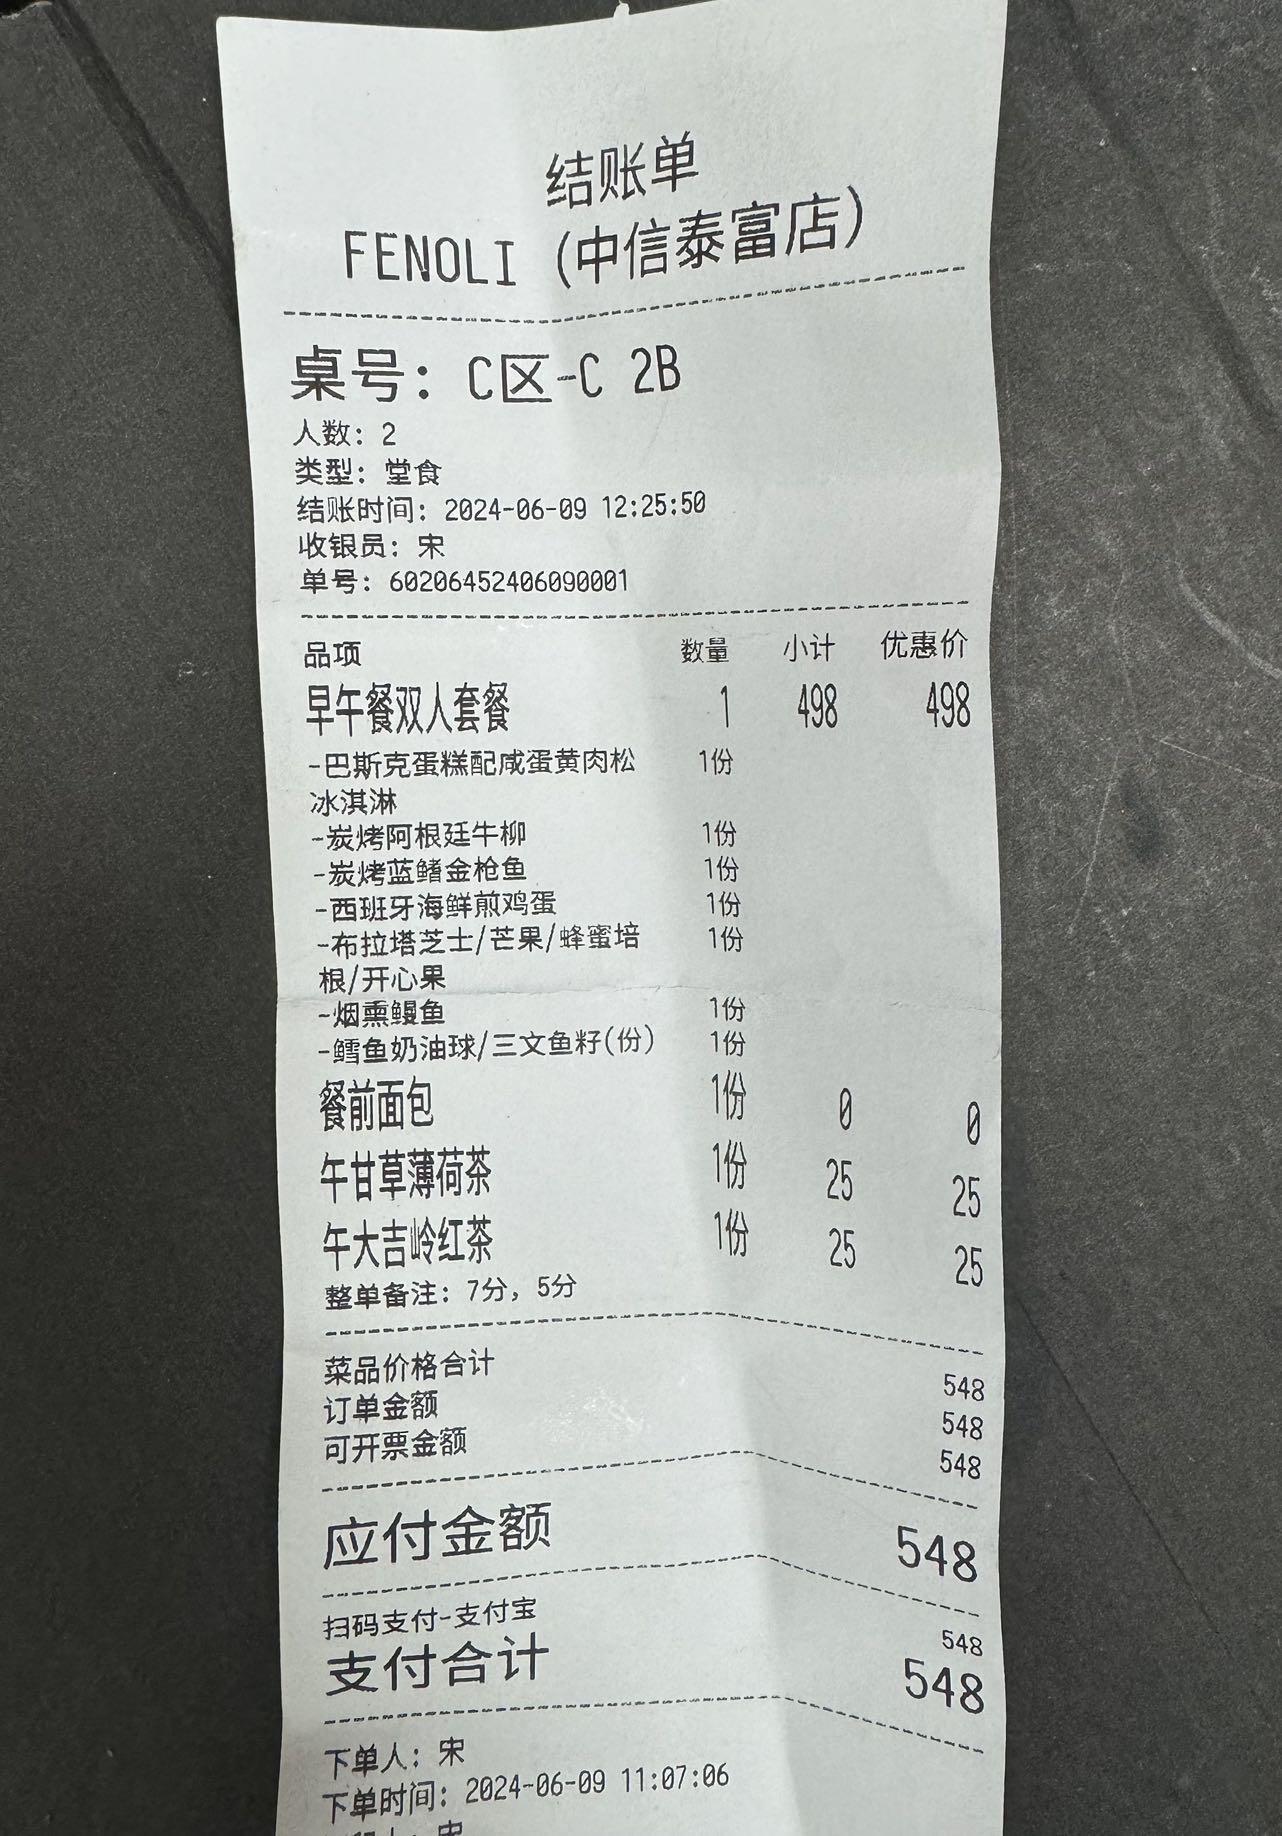 结账单
FENOLI (中信泰富店)
桌号: C区-C 2B
人数: 2
类型: 堂食
结账时间: 2024-06-09 12:25:50
收银员: 宋
单号: 60206452406090001
品项 数量 小计 优惠价
早午餐双人套餐 1 498 498
-巴斯克蛋糕配咸蛋黄肉松 1份
冰淇淋
-炭烤阿根廷牛柳 1份
-炭烤蓝鳍金枪鱼 1份
-西班牙海鲜煎鸡蛋 1份
-布拉塔芝士/芒果/蜂蜜培 1份
根/开心果
-烟熏鳗鱼 1份
-鳕鱼奶油球/三文鱼籽(份) 1份
餐前面包 1份 0 0
午甘草薄荷茶 1份 25 25
午大吉岭红茶 1份 25 25
整单备注: 7分, 5分
菜品价格合计 548
订单金额 548
可开票金额 548
应付金额 548
扫码支付-支付宝 548
支付合计 548
下单人: 宋
下单时间: 2024-06-09 11:07:06
宋